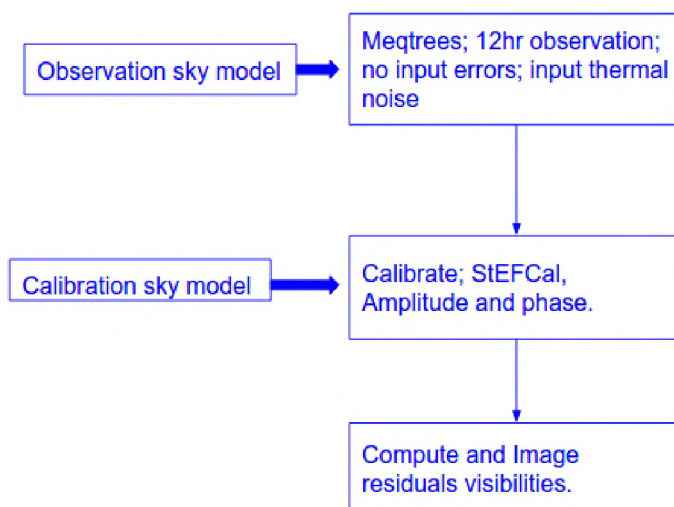 Observation sky model
Meqtrees; 12hr observation;
no input errors; input thermal
noise
Calibration sky model
Calibrate; StEFCal,
Amplitude and phase.
Compute and Image
residuals visibilities.